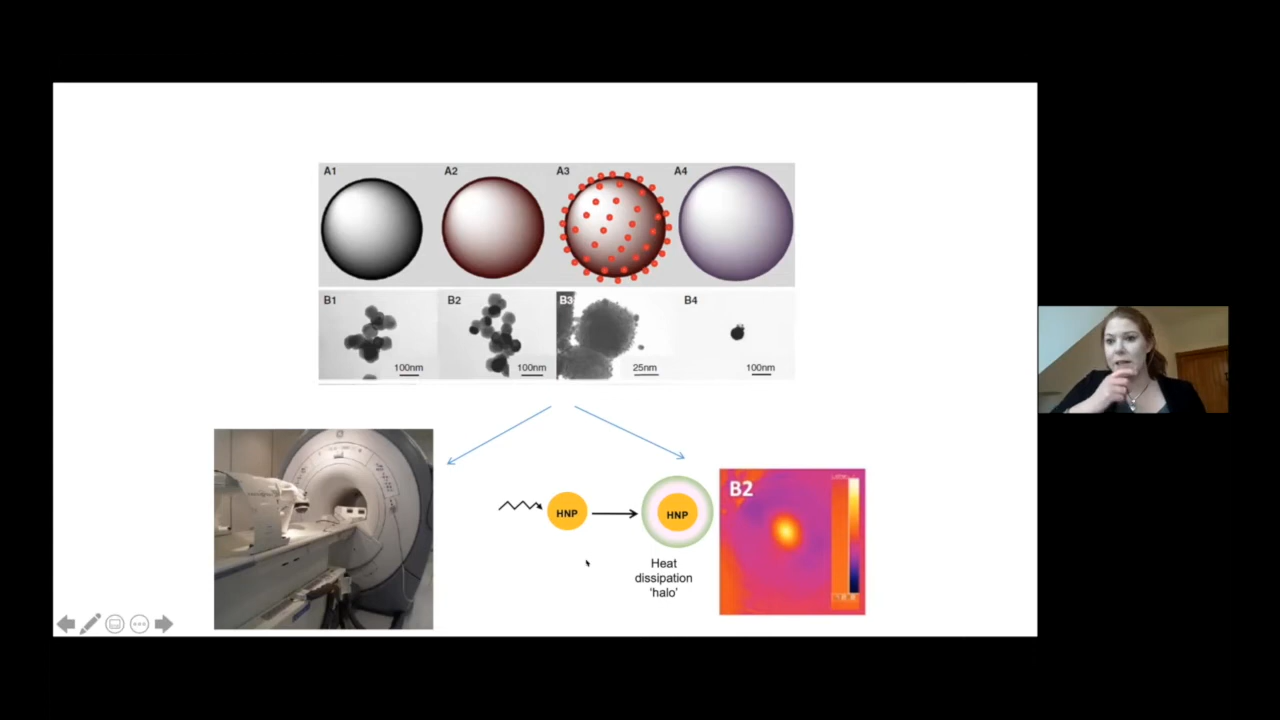 A1
A2
A3
A4
B1
B2
B3
B4
100nm
100nm
25nm
100nm
HNP
HNP
B2
Heat
dissipation
‘halo’